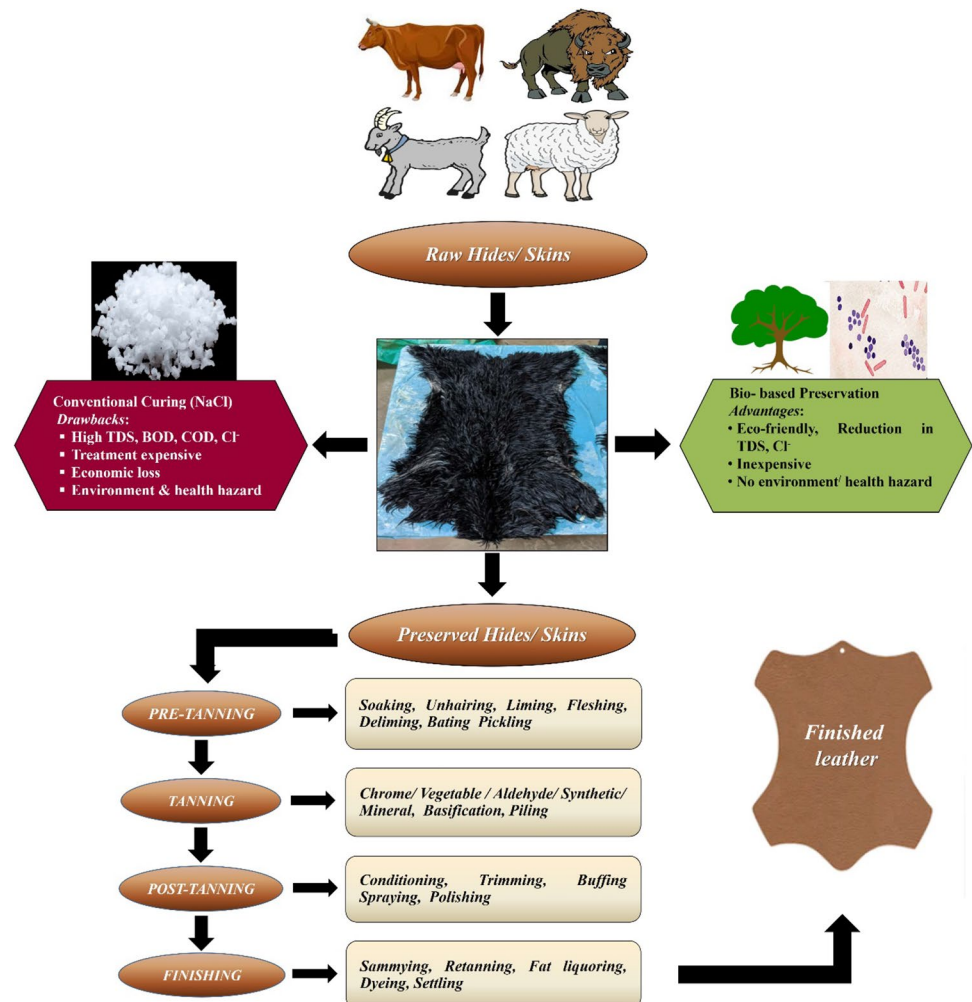 Raw Hides/ Skins
Conventional Curing (NaCl)
Drawbacks:
▪ High TDS, BOD, COD, Cl-
▪ Treatment expensive
▪ Economic loss
▪ Environment & health hazard
Bio- based Preservation
Advantages:
• Eco-friendly, Reduction in
TDS, Cl-
• Inexpensive
• No environment/ health hazard
Preserved Hides/ Skins
PRE-TANNING
Soaking, Unhairing, Liming, Fleshing,
Deliming, Bating Pickling
TANNING
Chrome/ Vegetable / Aldehyde/ Synthetic/
Mineral, Basification, Piling
POST-TANNING
Conditioning, Trimming, Buffing
Spraying, Polishing
FINISHING
Sammying, Retanning, Fat liquoring,
Dyeing, Settling
Finished
leather